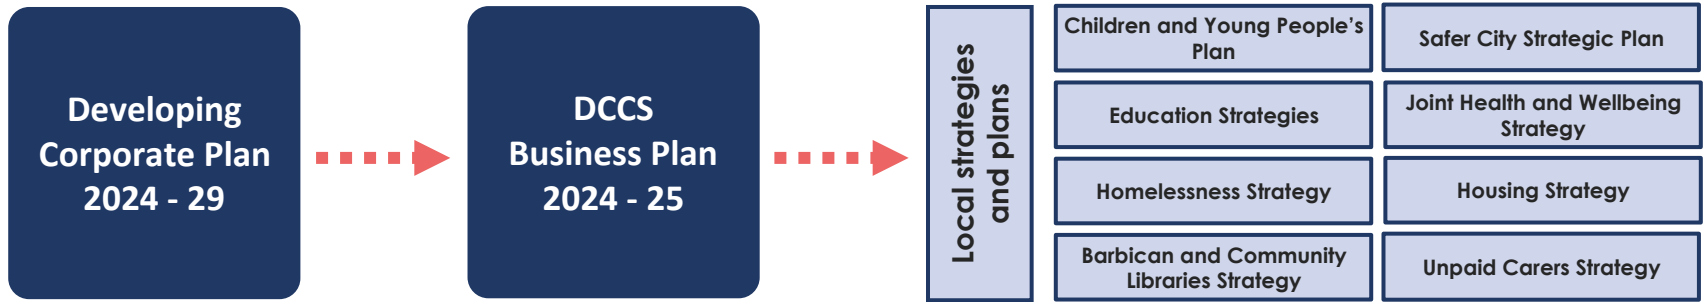 Developing
Corporate Plan
2024 - 29
DCCS
Business Plan
2024 - 25
Local strategies
and plans
Children and Young People’s
Plan
Safer City Strategic Plan
Education Strategies
Joint Health and Wellbeing
Strategy
Homelessness Strategy
Housing Strategy
Barbican and Community
Libraries Strategy
Unpaid Carers Strategy